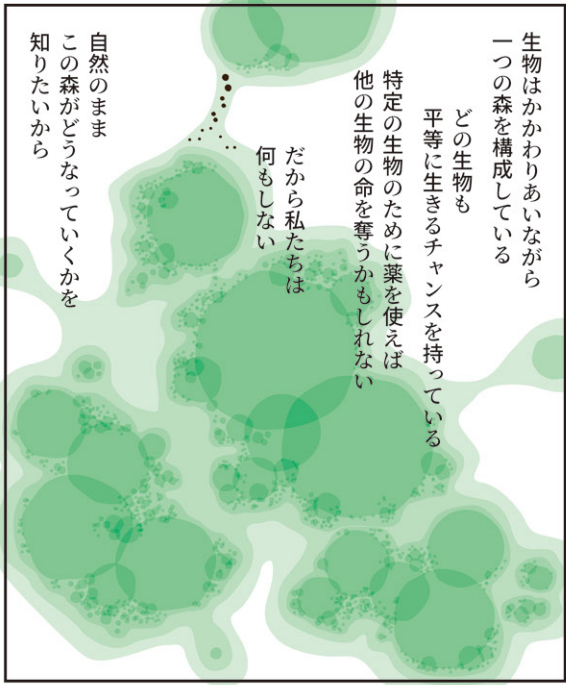 生物はかかわりあいながら
一つの森を構成している
どの生物も
平等に生きるチャンスを持っている
特定の生物のために薬を使えば
他の生物の命を奪うかもしれない
だから私たちは
何もしない
自然のまま
この森がどうなっていくかを
知りたいから